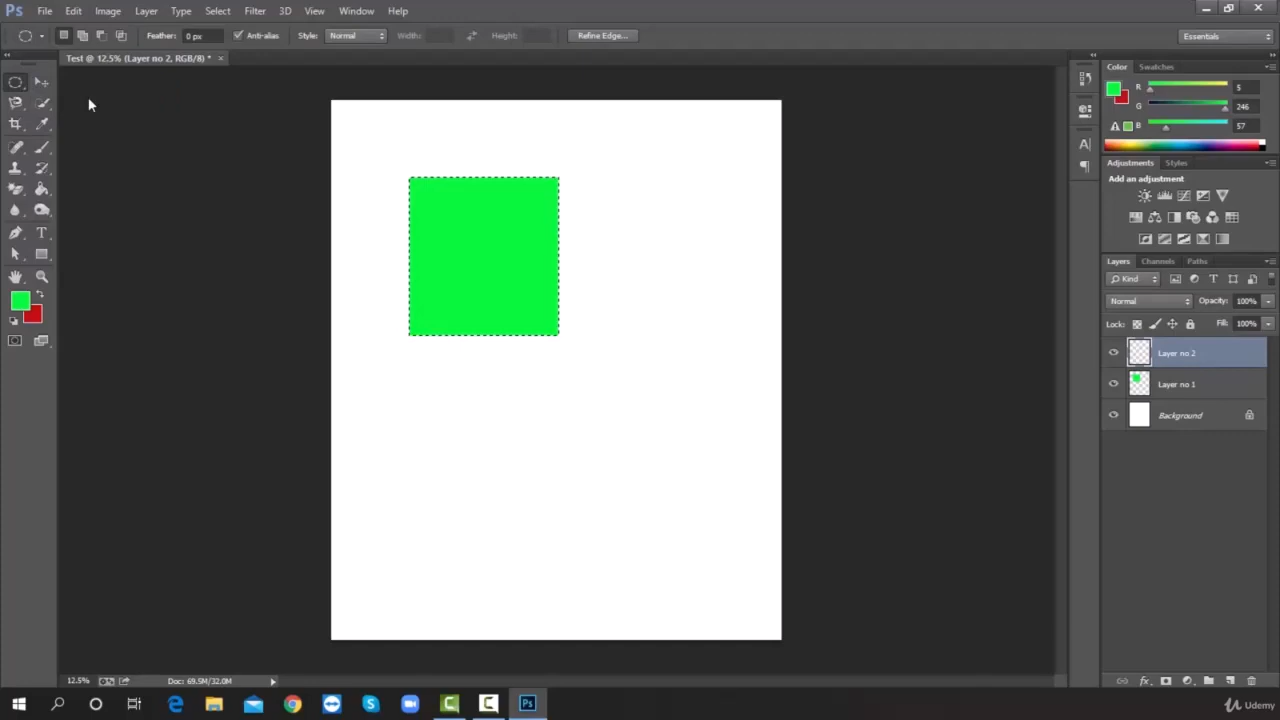 Ps File Edit Image Layer Type Select Filter 3D View Window Help
Feather: 0 px Anti-alias Style: Normal Width: Height: Refine Edge... Essentials
Test @ 12.5% (Layer no 2, RGB/8) * ×
Color Swatches
R 5
G 246
B 57
Adjustments Styles
Add an adjustment
Layers Channels Paths
Kind
Normal Opacity: 100%
Lock: Fill: 100%
Layer no 2
Layer no 1
Background
12.5% Doc: 69.5M/32.0M
Udemy